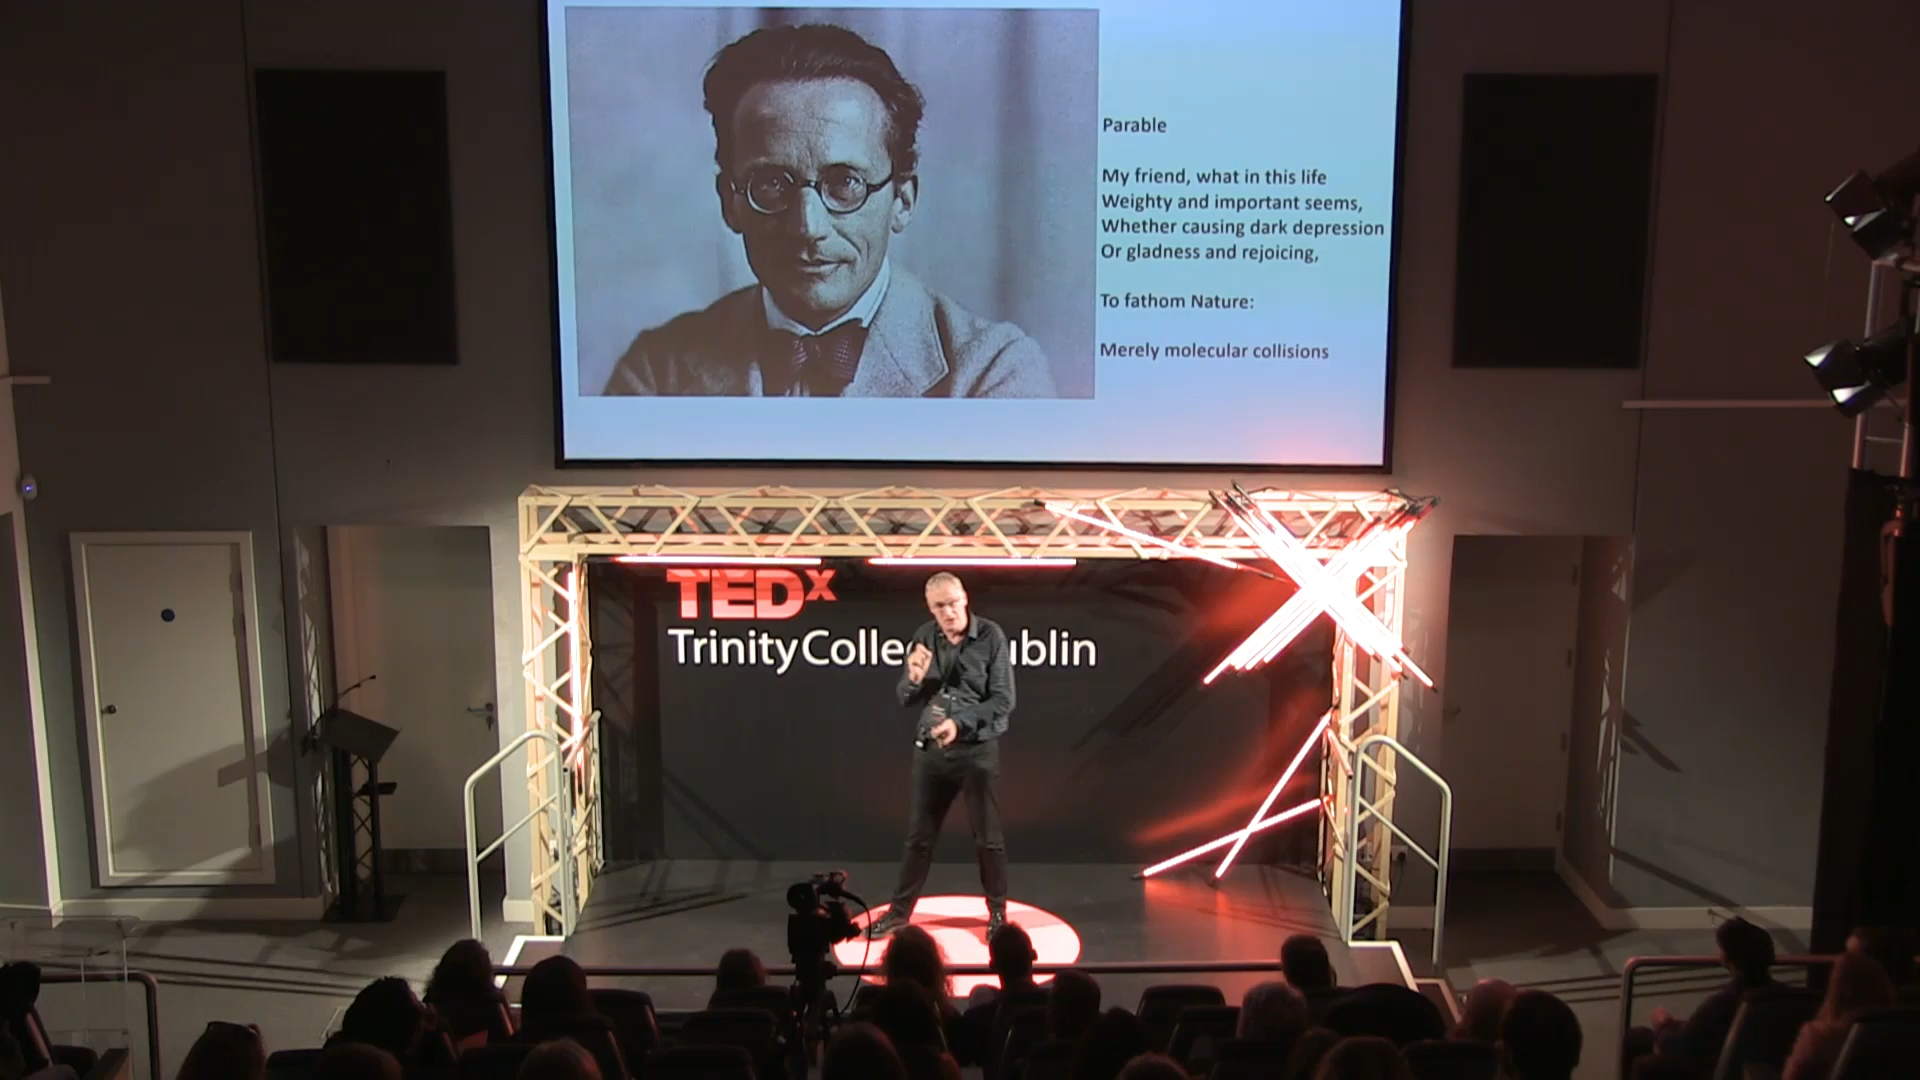 Parable
My friend, what in this life
Weighty and important seems,
Whether causing dark depression
Or gladness and rejoicing,
To fathom Nature:
Merely molecular collisions
TEDx
TrinityColle ublin